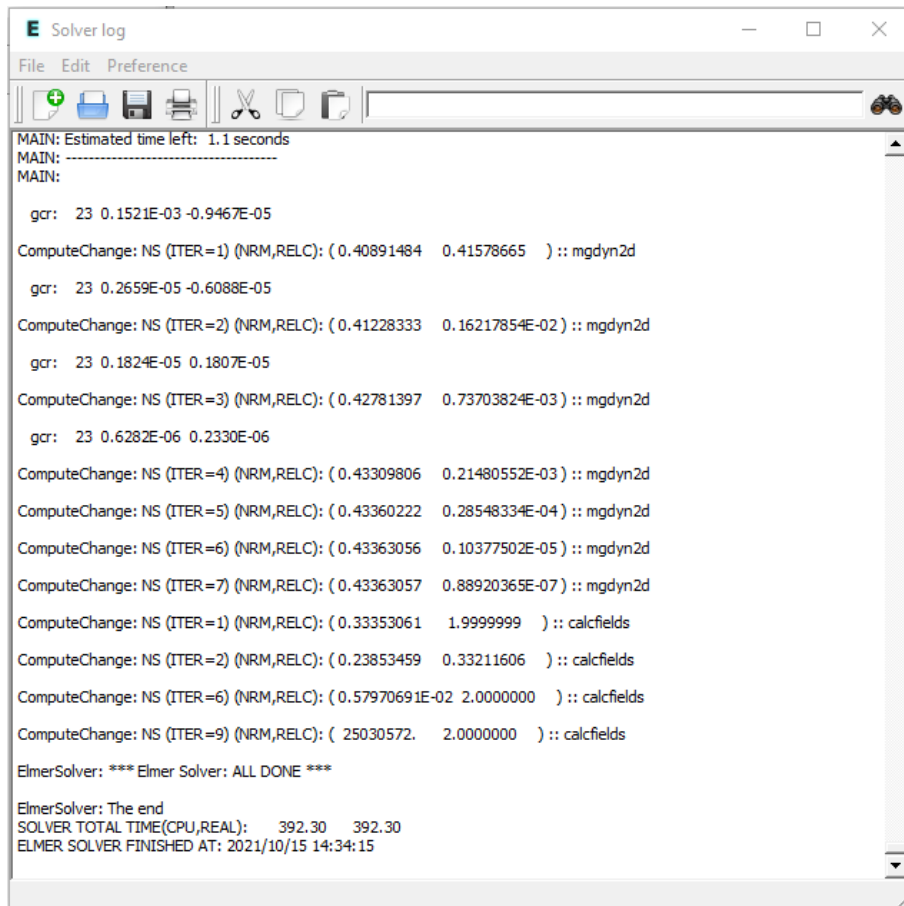 E Solver log
File Edit Preference
MAIN: Estimated time left: 1.1 seconds
MAIN: -------------------------------------
MAIN:
gcr: 23 0.1521E-03 -0.9467E-05
ComputeChange: NS (ITER=1) (NRM,RELC): ( 0.40891484 0.41578665 ) :: mgdyn2d
gcr: 23 0.2659E-05 -0.6088E-05
ComputeChange: NS (ITER=2) (NRM,RELC): ( 0.41228333 0.16217854E-02 ) :: mgdyn2d
gcr: 23 0.1824E-05 0.1807E-05
ComputeChange: NS (ITER=3) (NRM,RELC): ( 0.42781397 0.73703824E-03 ) :: mgdyn2d
gcr: 23 0.6282E-06 0.2330E-06
ComputeChange: NS (ITER=4) (NRM,RELC): ( 0.43309806 0.21480552E-03 ) :: mgdyn2d
ComputeChange: NS (ITER=5) (NRM,RELC): ( 0.43360222 0.28548334E-04 ) :: mgdyn2d
ComputeChange: NS (ITER=6) (NRM,RELC): ( 0.43363056 0.10377502E-05 ) :: mgdyn2d
ComputeChange: NS (ITER=7) (NRM,RELC): ( 0.43363057 0.88920365E-07 ) :: mgdyn2d
ComputeChange: NS (ITER=1) (NRM,RELC): ( 0.33353061 1.9999999 ) :: calcfields
ComputeChange: NS (ITER=2) (NRM,RELC): ( 0.23853459 0.33211606 ) :: calcfields
ComputeChange: NS (ITER=6) (NRM,RELC): ( 0.57970691E-02 2.0000000 ) :: calcfields
ComputeChange: NS (ITER=9) (NRM,RELC): ( 25030572. 2.0000000 ) :: calcfields
ElmerSolver: *** Elmer Solver: ALL DONE ***
ElmerSolver: The end
SOLVER TOTAL TIME(CPU,REAL): 392.30 392.30
ELMER SOLVER FINISHED AT: 2021/10/15 14:34:15